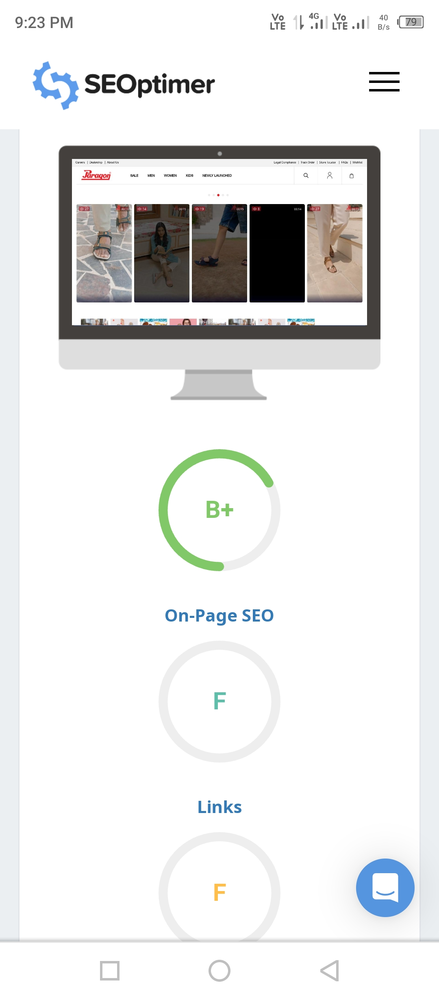 9:23 PM
Vo LTE 4G Vo LTE 40 B/s 79
SEOptimer
Careers | Dealership | About Us
Legal Compliance | Track Order | Store locator | FAQs | Wishlist
Paragon SALE MEN WOMEN KIDS NEWLY LAUNCHED
27 00:15 14 00:15 19 00:15 8 00:14 27 00:15
B+
On-Page SEO
F
Links
F